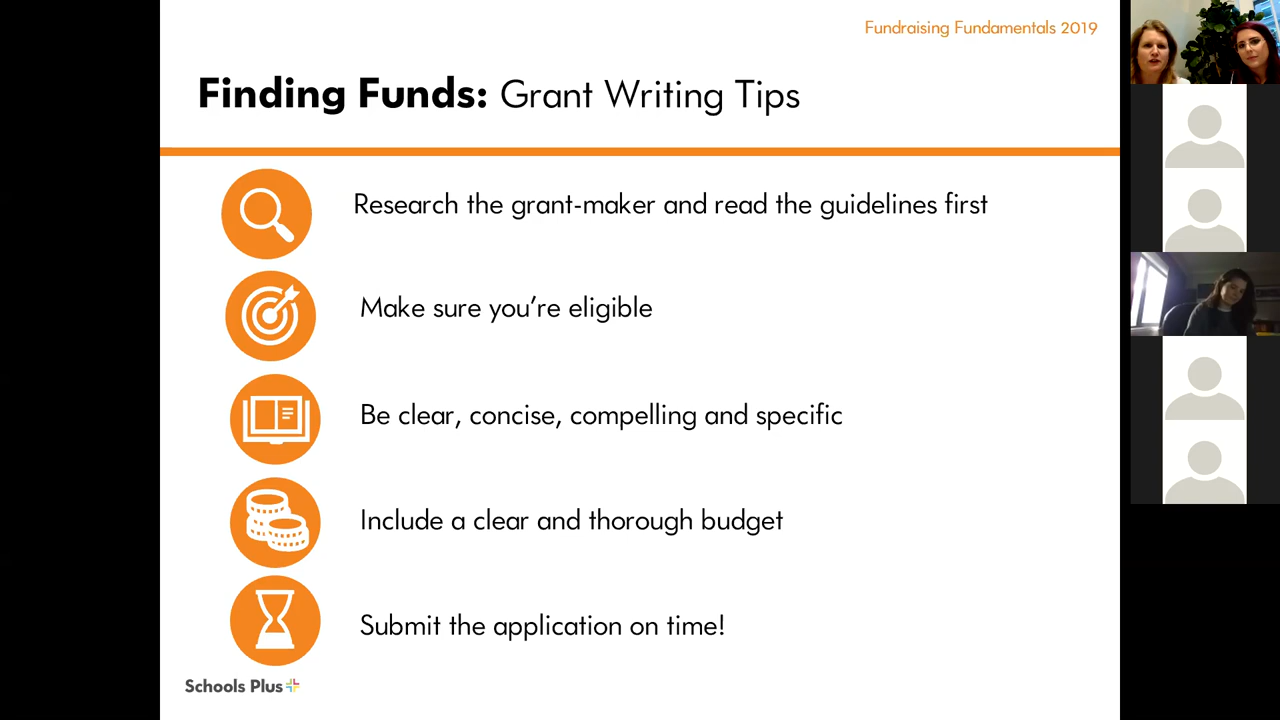 Fundraising Fundamentals 2019
Finding Funds: Grant Writing Tips
Research the grant-maker and read the guidelines first
Make sure you’re eligible
Be clear, concise, compelling and specific
Include a clear and thorough budget
Submit the application on time!
Schools Plus